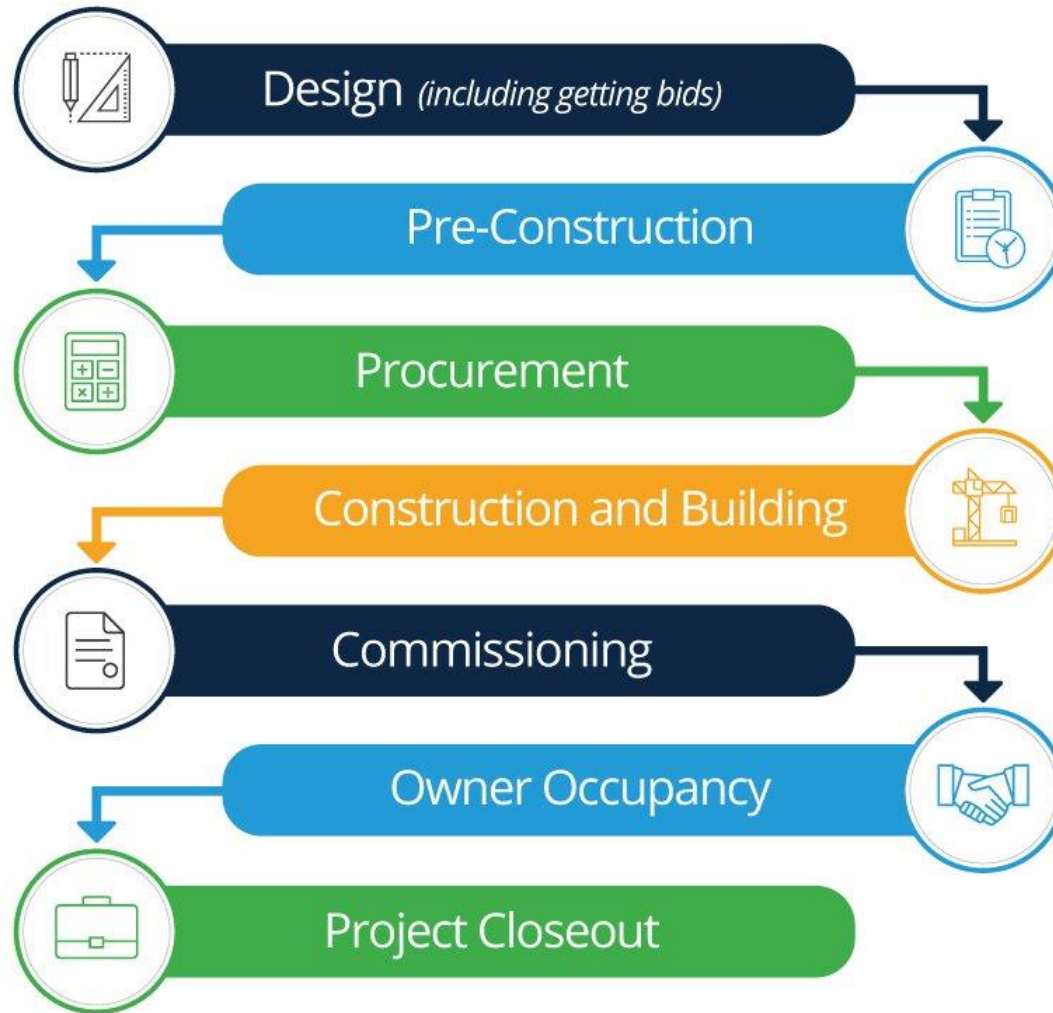 Design (including getting bids)
Pre-Construction
Procurement
Construction and Building
Commissioning
Owner Occupancy
Project Closeout